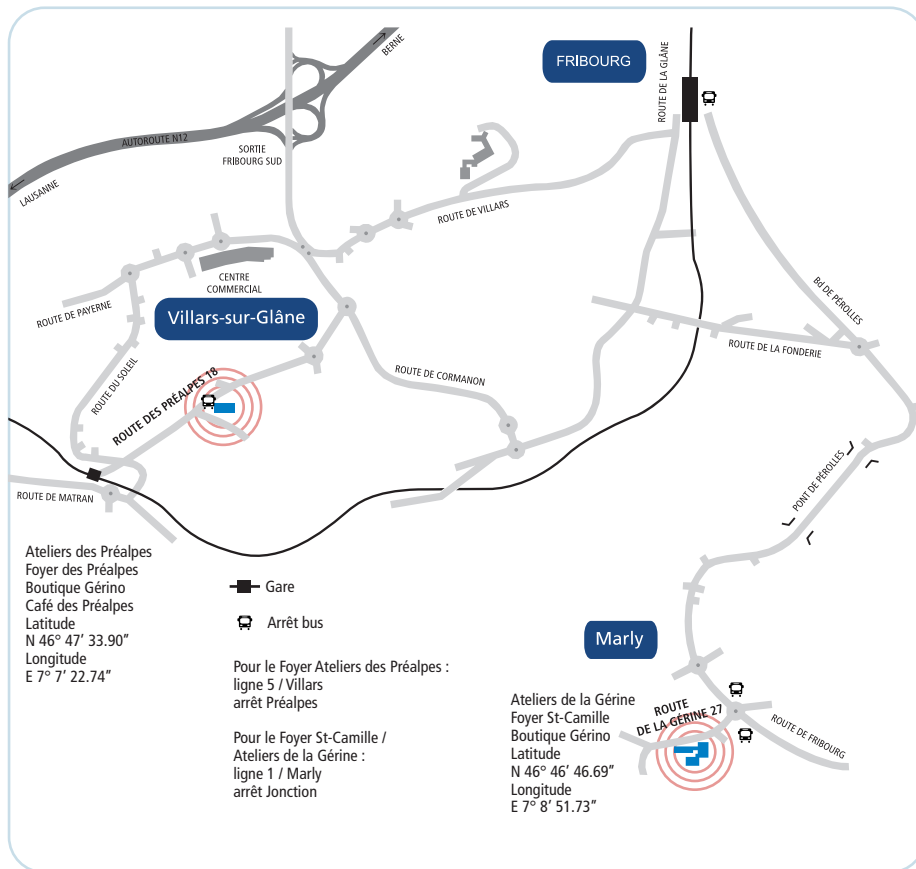 BERNE
FRIBOURG
ROUTE DE LA GLÂNE
AUTOROUTE N12
SORTIE
FRIBOURG SUD
LAUSANNE
ROUTE DE VILLARS
CENTRE
COMMERCIAL
ROUTE DE PAYERNE
Villars-sur-Glâne
Bd DE PÉROLLES
ROUTE DE LA FONDERIE
ROUTE DU SOLEIL
ROUTE DES PRÉALPES 18
ROUTE DE CORMANON
PONT DE PÉROLLES
ROUTE DE MATRAN
Ateliers des Préalpes
Foyer des Préalpes
Boutique Gérino
Café des Préalpes
Latitude
N 46° 47’ 33.90’’
Longitude
E 7° 7’ 22.74’’
Gare
Arrêt bus
Pour le Foyer Ateliers des Préalpes :
ligne 5 / Villars
arrêt Préalpes
Pour le Foyer St-Camille /
Ateliers de la Gérine :
ligne 1 / Marly
arrêt Jonction
Marly
Ateliers de la Gérine
Foyer St-Camille
Boutique Gérino
Latitude
N 46° 46’ 46.69’’
Longitude
E 7° 8’ 51.73’’
ROUTE
DE LA GÉRINE 27
ROUTE DE FRIBOURG